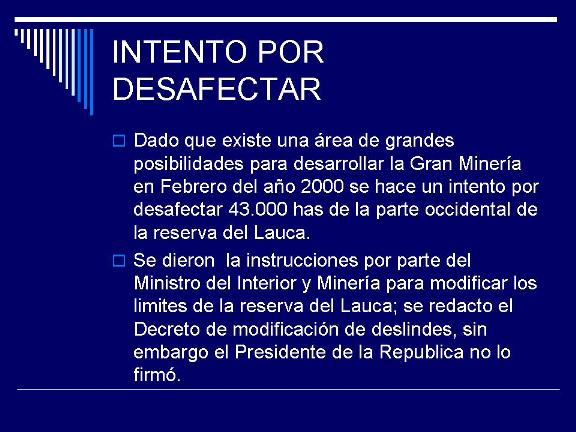 INTENTO POR
DESAFECTAR
Dado que existe una área de grandes
posibilidades para desarrollar la Gran Minería
en Febrero del año 2000 se hace un intento por
desafectar 43.000 has de la parte occidental de
la reserva del Lauca.
Se dieron la instrucciones por parte del
Ministro del Interior y Minería para modificar los
limites de la reserva del Lauca; se redacto el
Decreto de modificación de deslindes, sin
embargo el Presidente de la Republica no lo
firmó.